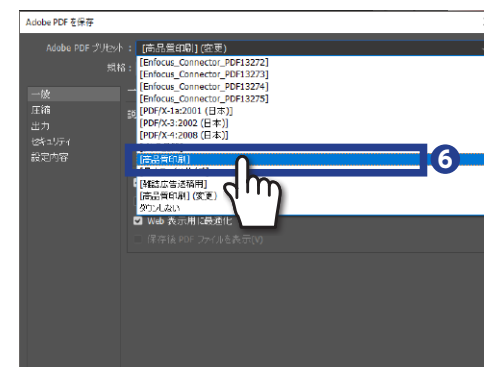 Adobe PDF を保存
Adobe PDF プリセット : [高品質印刷] (変更)
規格 :
[Enfocus_Connector_PDF13272]
[Enfocus_Connector_PDF13273]
[Enfocus_Connector_PDF13274]
[Enfocus_Connector_PDF13275]
[PDF/X-1a:2001 (日本)]
[PDF/X-3:2002 (日本)]
[PDF/X-4:2008 (日本)]
[高品質印刷]
6
[雑誌広告送稿用]
[高品質印刷] (変更)
ダウンしない
一般
圧縮
出力
セキュリティ
設定内容
Web 表示用に最適化
保存後 PDF ファイルを表示(V)